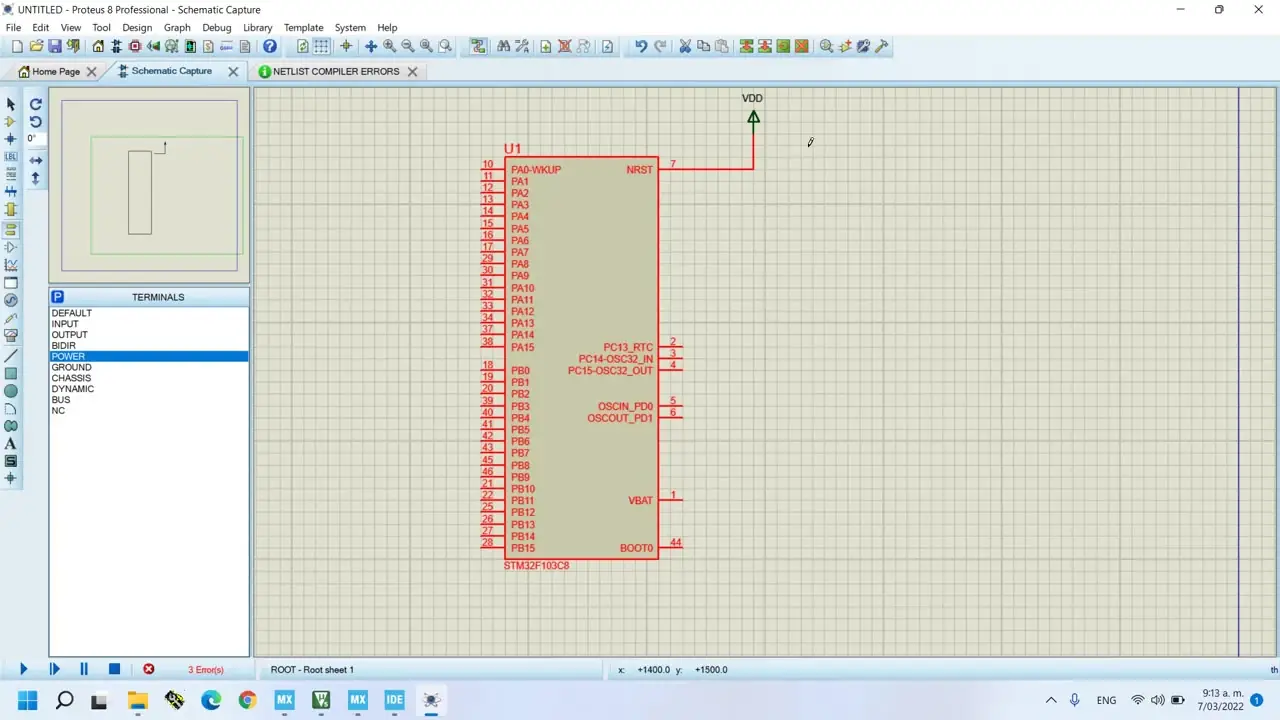 UNTITLED - Proteus 8 Professional - Schematic Capture
File Edit View Tool Design Graph Debug Library Template System Help
Home Page Schematic Capture NETLIST COMPILER ERRORS
0°
LBL
P TERMINALS
DEFAULT
INPUT
OUTPUT
BIDIR
POWER
GROUND
CHASSIS
DYNAMIC
BUS
NC
VDD
U1
10 PA0-WKUP NRST 7
11 PA1
12 PA2
13 PA3
14 PA4
15 PA5
16 PA6
17 PA7
29 PA8
30 PA9
31 PA10
32 PA11
33 PA12
34 PA13
37 PA14
38 PA15
PC13_RTC 2
PC14-OSC32_IN 3
PC15-OSC32_OUT 4
18 PB0
19 PB1
20 PB2
39 PB3
40 PB4
41 PB5
42 PB6
43 PB7
45 PB8
46 PB9
21 PB10
22 PB11
25 PB12
26 PB13
27 PB14
28 PB15
OSCIN_PD0 5
OSCOUT_PD1 6
VBAT 1
BOOT0 44
STM32F103C8
3 Error(s) ROOT - Root sheet 1 x: +1400.0 y: +1500.0 th
MX MX IDE
ENG
9:13 a. m.
7/03/2022
1